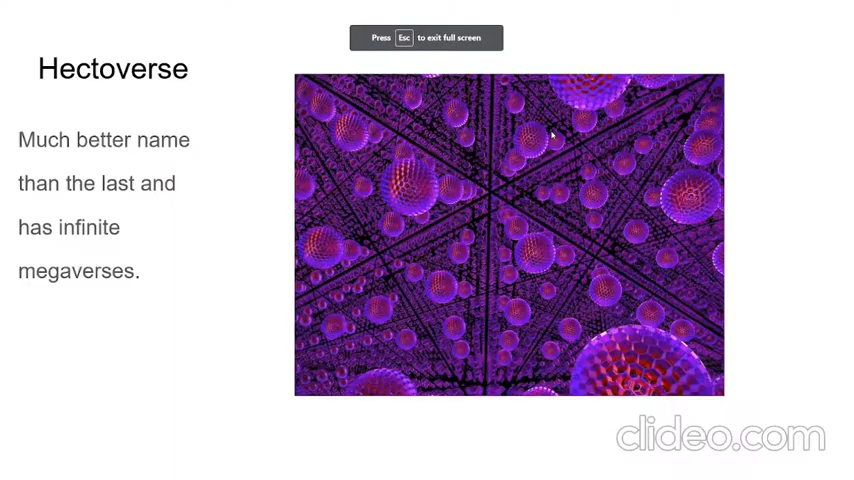 Press Esc to exit full screen
Hectoverse
Much better name
than the last and
has infinite
megaverses.
clideo.com